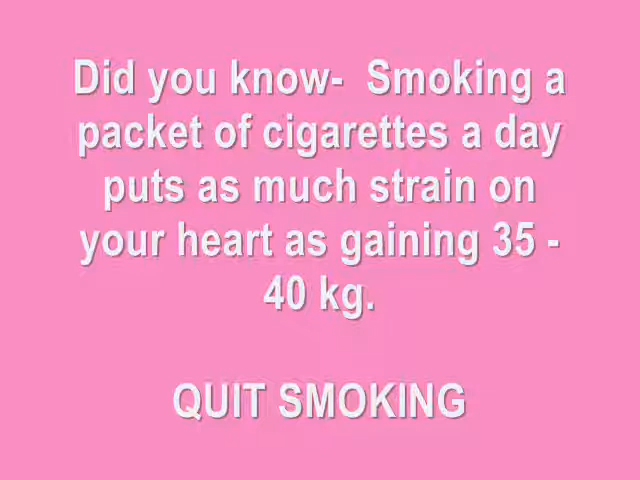 Did you know-  Smoking a
packet of cigarettes a day
puts as much strain on
your heart as gaining 35 -
40 kg.
QUIT SMOKING